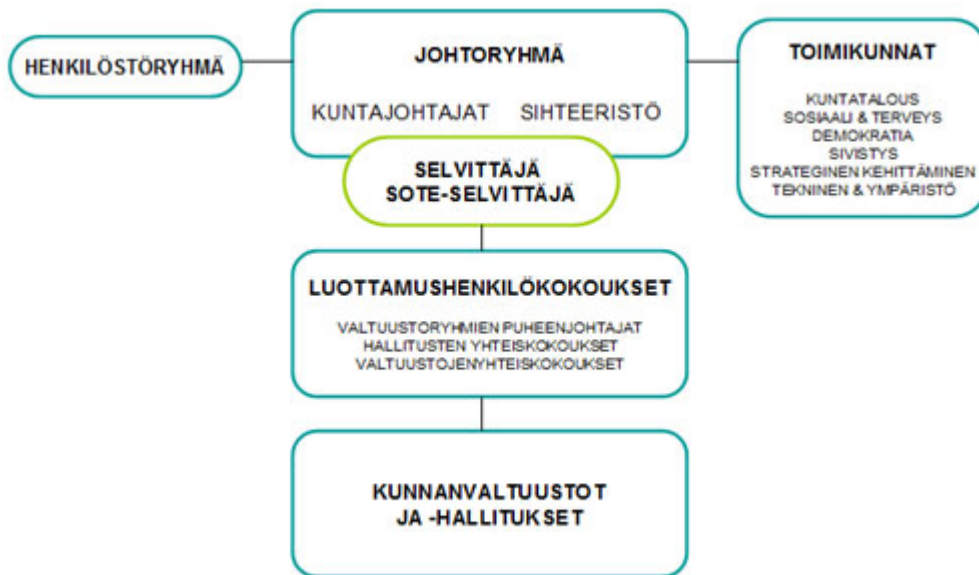 HENKILÖSTÖRYHMÄ
JOHTORYHMÄ
KUNTAJOHTAJAT SIHTEERISTÖ
SELVITTÄJÄ
SOTE-SELVITTÄJÄ
TOIMIKUNNAT
KUNTATALOUS
SOSIAALI & TERVEYS
DEMOKRATIA
SIVISTYS
STRATEGINEN KEHITTÄMINEN
TEKNINEN & YMPÄRISTÖ
LUOTTAMUSHENKILÖKOKOUKSET
VALTUUSTORYHMIEN PUHEENJOHTAJAT
HALLITUSTEN YHTEISKOKOUKSET
VALTUUSTOJENYHTEISKOKOUKSET
KUNNANVALTUUSTOT
JA -HALLITUKSET